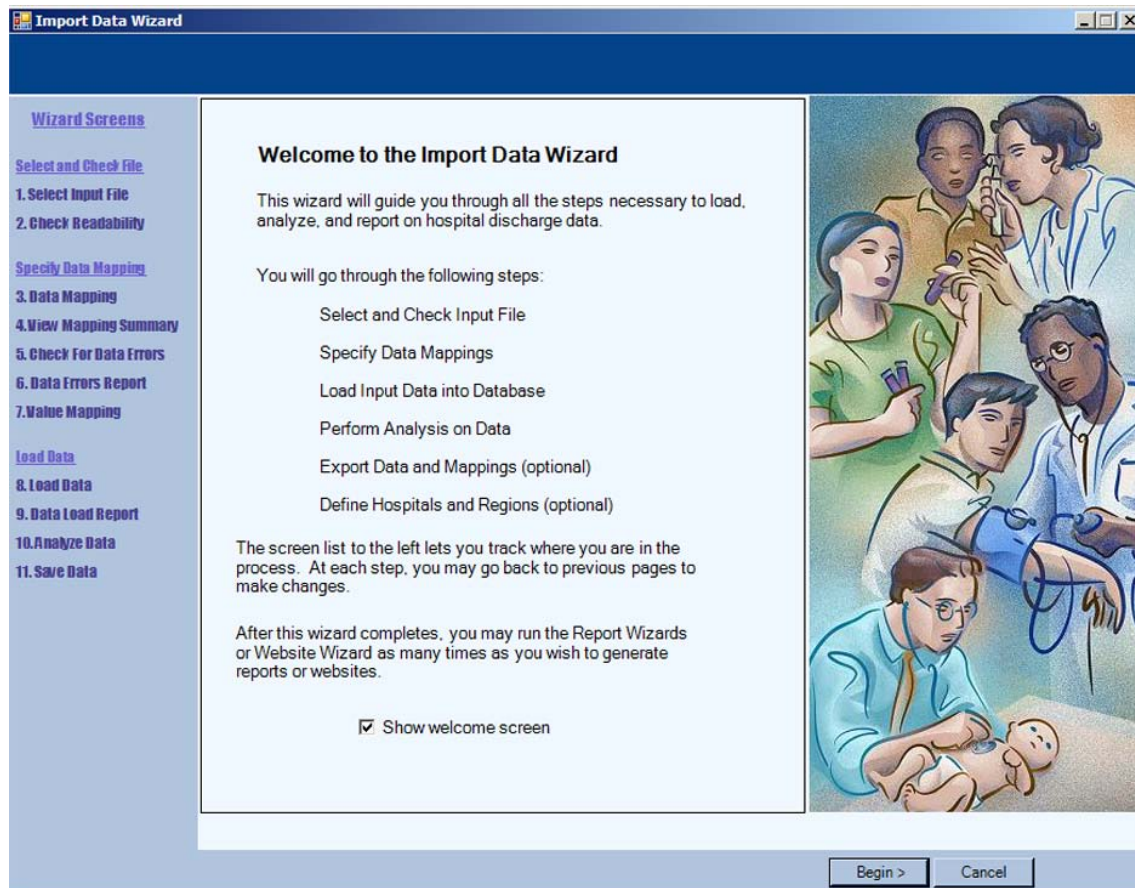 Import Data Wizard
Wizard Screens
Select and Check File
1. Select Input File
2. Check Readability
Specify Data Mapping
3. Data Mapping
4.View Mapping Summary
5. Check For Data Errors
6. Data Errors Report
7.Value Mapping
Load Data
8. Load Data
9. Data Load Report
10.Analyze Data
11. Save Data
Welcome to the Import Data Wizard
This wizard will guide you through all the steps necessary to load,
analyze, and report on hospital discharge data.
You will go through the following steps:
Select and Check Input File
Specify Data Mappings
Load Input Data into Database
Perform Analysis on Data
Export Data and Mappings (optional)
Define Hospitals and Regions (optional)
The screen list to the left lets you track where you are in the
process.  At each step, you may go back to previous pages to
make changes.
After this wizard completes, you may run the Report Wizards
or Website Wizard as many times as you wish to generate
reports or websites.
Show welcome screen
Begin >
Cancel